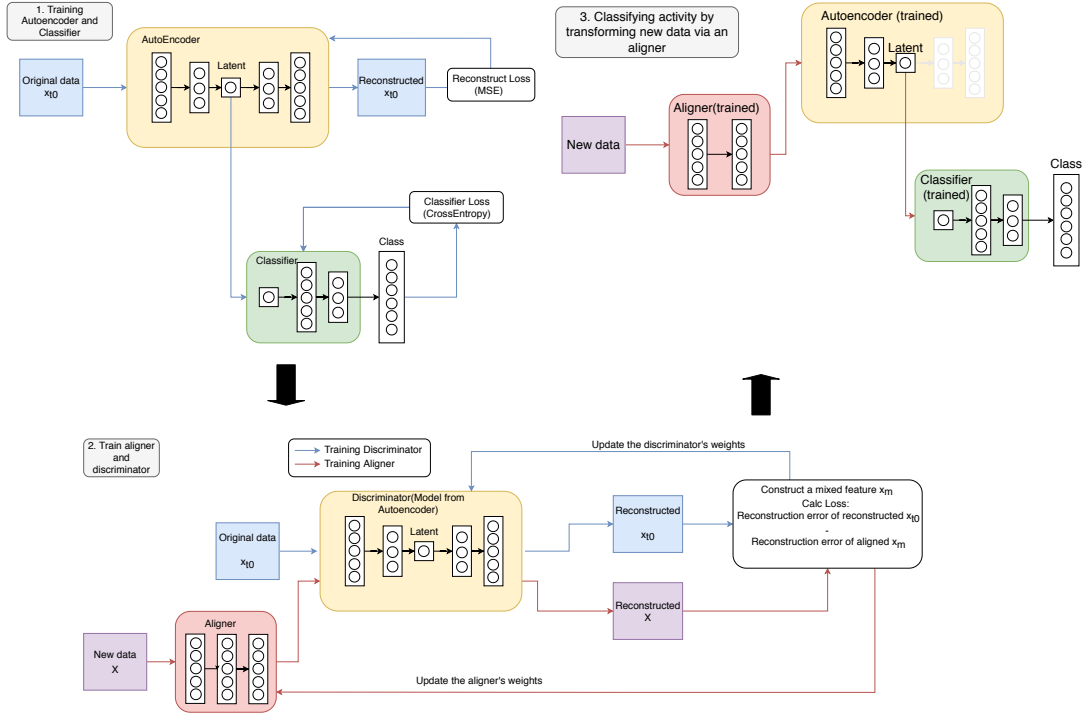 1. Training
Autoencoder and
Classifier
AutoEncoder
Latent
Original data
xt0
Reconstructed
xt0
Reconstruct Loss
(MSE)
Classifier Loss
(CrossEntropy)
Class
Classifier
3. Classifying activity by
transforming new data via an
aligner
Autoencoder (trained)
Latent
Aligner(trained)
New data
Classifier
(trained)
Class
2. Train aligner
and
discriminator
Training Discriminator
Training Aligner
Update the discriminator's weights
Discriminator(Model from
Autoencoder)
Latent
Original data
xt0
Reconstructed
xt0
Construct a mixed feature xm
Calc Loss:
Reconstruction error of reconstructed xt0
-
Reconstruction error of aligned xm
Reconstructed
X
Aligner
New data
X
Update the aligner's weights